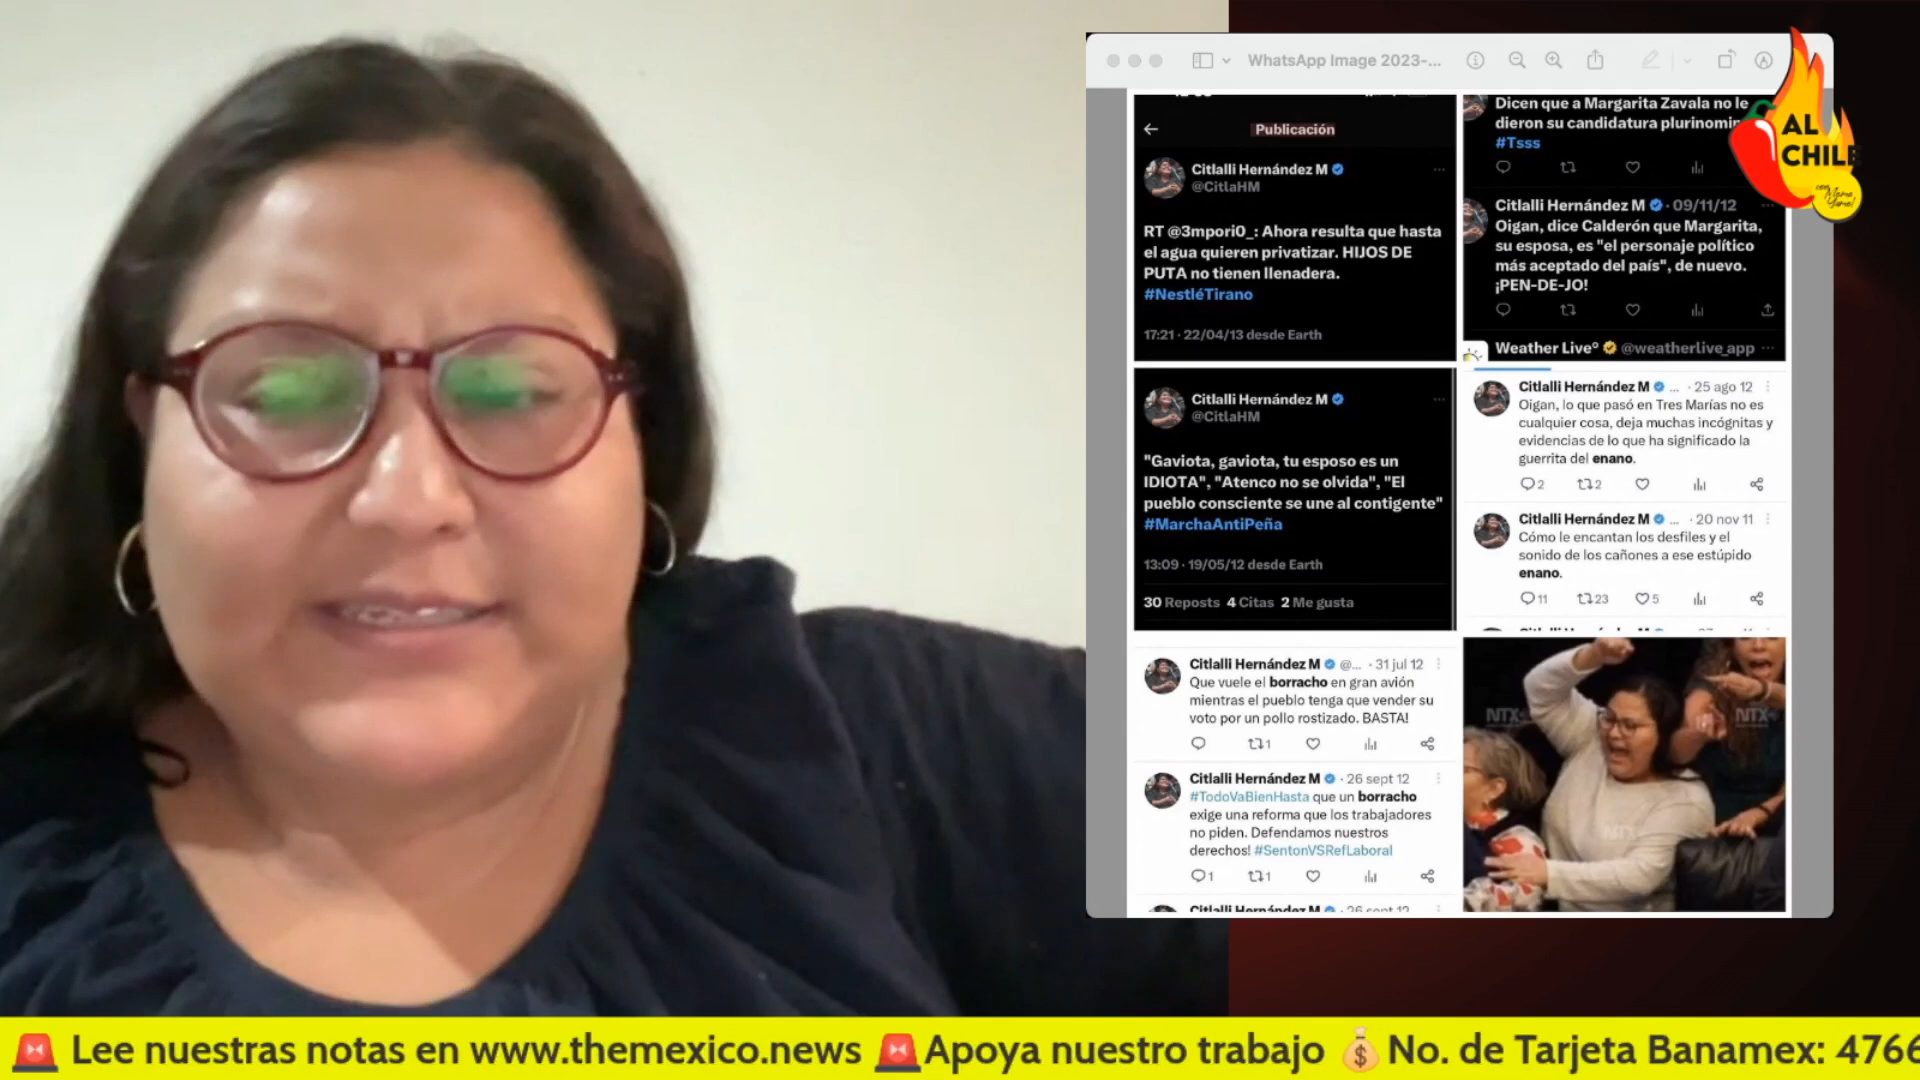 WhatsApp Image 2023-...
Publicación
Citlalli Hernández M
@CitlaHM
RT @3mpori0_: Ahora resulta que hasta
el agua quieren privatizar. HIJOS DE
PUTA no tienen llenadera.
#NestléTirano
17:21 · 22/04/13 desde Earth
Citlalli Hernández M
@CitlaHM
"Gaviota, gaviota, tu esposo es un
IDIOTA", "Atenco no se olvida", "El
pueblo consciente se une al contigente"
#MarchaAntiPeña
13:09 · 19/05/12 desde Earth
30 Reposts 4 Citas 2 Me gusta
Citlalli Hernández M @... · 31 jul 12
Que vuele el borracho en gran avión
mientras el pueblo tenga que vender su
voto por un pollo rostizado. BASTA!
1
Citlalli Hernández M · 26 sept 12
#TodoVaBienHasta que un borracho
exige una reforma que los trabajadores
no piden. Defendamos nuestros
derechos! #SentonVSRefLaboral
1 1
Citlalli Hernández M · 26 sept 12
Dicen que a Margarita Zavala no le
dieron su candidatura
#Tsss
Citlalli Hernández M · 09/11/12
Oigan, dice Calderón que Margarita,
su esposa, es "el personaje político
más aceptado del país", de nuevo.
¡PEN-DE-JO!
Weather Live° @weatherlive_app
Citlalli Hernández M ... · 25 ago 12
Oigan, lo que pasó en Tres Marías no es
cualquier cosa, deja muchas incógnitas y
evidencias de lo que ha significado la
guerrita del enano.
2 2
Citlalli Hernández M ... · 20 nov 11
Cómo le encantan los desfiles y el
sonido de los cañones a ese estúpido
enano.
11 23 5
NTX NTX
NTX
AL
CHILE
Lee nuestras notas en www.themexico.news Apoya nuestro trabajo No. de Tarjeta Banamex: 4766